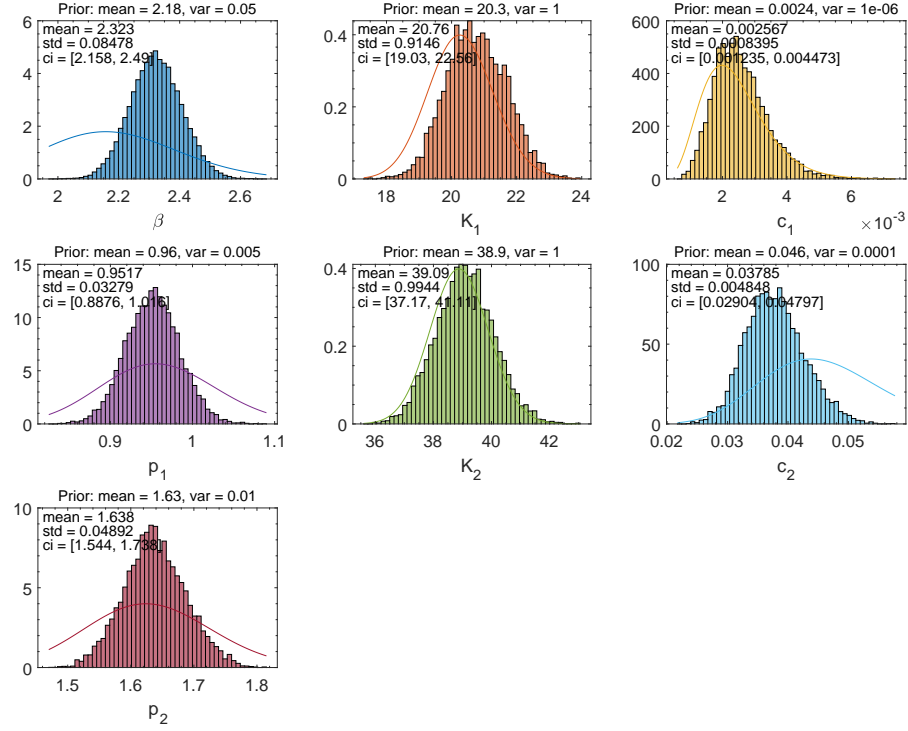 Prior: mean = 2.18, var = 0.05
mean = 2.323
std = 0.08478
ci = [2.158, 2.49]
6
4
2
0
2
2.2
2.4
2.6
β
Prior: mean = 20.3, var = 1
mean = 20.76
std = 0.9146
ci = [19.03, 22.56]
0.4
0.2
0
18
20
22
24
K_1
Prior: mean = 0.0024, var = 1e-06
mean = 0.002567
std = 0.0008395
ci = [0.001235, 0.004473]
600
400
200
0
2
4
6
×10^-3
c_1
Prior: mean = 0.96, var = 0.005
mean = 0.9517
std = 0.03279
ci = [0.8876, 1.016]
15
10
5
0
0.9
1
1.1
p_1
Prior: mean = 38.9, var = 1
mean = 39.09
std = 0.9944
ci = [37.17, 41.11]
0.4
0.2
0
36
38
40
42
K_2
Prior: mean = 0.046, var = 0.0001
mean = 0.03785
std = 0.004848
ci = [0.02904, 0.04797]
100
50
0
0.02
0.03
0.04
0.05
c_2
Prior: mean = 1.63, var = 0.01
mean = 1.638
std = 0.04892
ci = [1.544, 1.738]
10
5
0
1.5
1.6
1.7
1.8
p_2